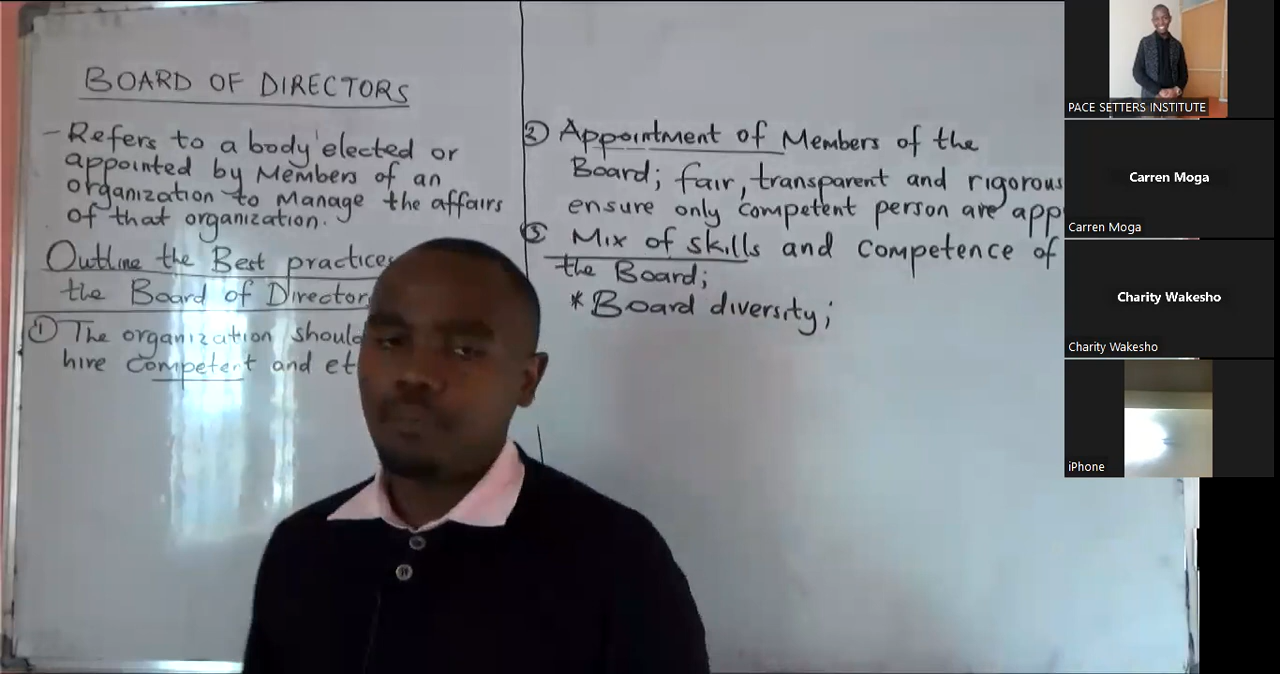 BOARD OF DIRECTORS
- Refers to a body elected or
appointed by Members of an
organization to Manage the affairs
of that organization.
Outline the Best practices
the Board of Director
① The organization should
hire competent and et
② Appointment of Members of the
Board; fair, transparent and rigorous
ensure only competent person are app
③ Mix of skills and competence of
the Board;
* Board diversity;
PACE SETTERS INSTITUTE
Carren Moga
Carren Moga
Charity Wakesho
Charity Wakesho
iPhone